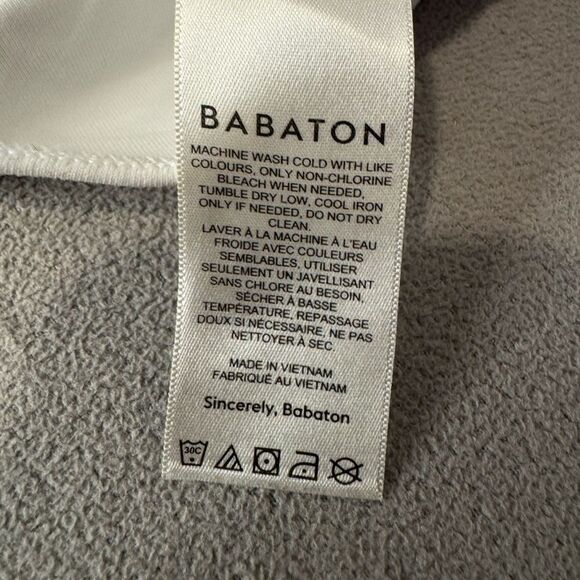 BABATON
MACHINE WASH COLD WITH LIKE
COLOURS, ONLY NON-CHLORINE
BLEACH WHEN NEEDED,
TUMBLE DRY LOW, COOL IRON
ONLY IF NEEDED, DO NOT DRY
CLEAN.
LAVER À LA MACHINE À L'EAU
FROIDE AVEC COULEURS
SEMBLABLES, UTILISER
SEULEMENT UN JAVELLISANT
SANS CHLORE AU BESOIN.
SÉCHER À BASSE
TEMPÉRATURE, REPASSAGE
DOUX SI NÉCESSAIRE, NE PAS
NETTOYER À SEC.
MADE IN VIETNAM
FABRIQUÉ AU VIETNAM
Sincerely, Babaton
30C